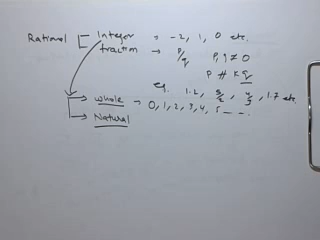 Rational Integer → -2, 1, 0 etc.
fraction → p/q p, q ≠ 0
p ≠ kq
eg. 1.2, 3/2, 4/3, 1.7 etc.
→ whole → 0, 1, 2, 3, 4, 5 - - - .
→ Natural